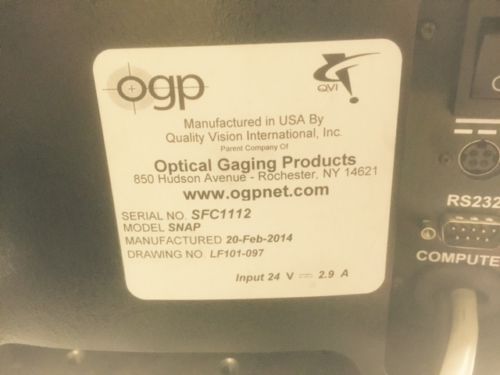 ogp
QVI
Manufactured in USA By
Quality Vision International, Inc.
Parent Company Of
Optical Gaging Products
850 Hudson Avenue - Rochester, NY 14621
www.ogpnet.com
SERIAL NO. SFC1112
MODEL SNAP
MANUFACTURED 20-Feb-2014
DRAWING NO. LF101-097
Input 24 V ⎓ 2.9 A
RS232
COMPUTE